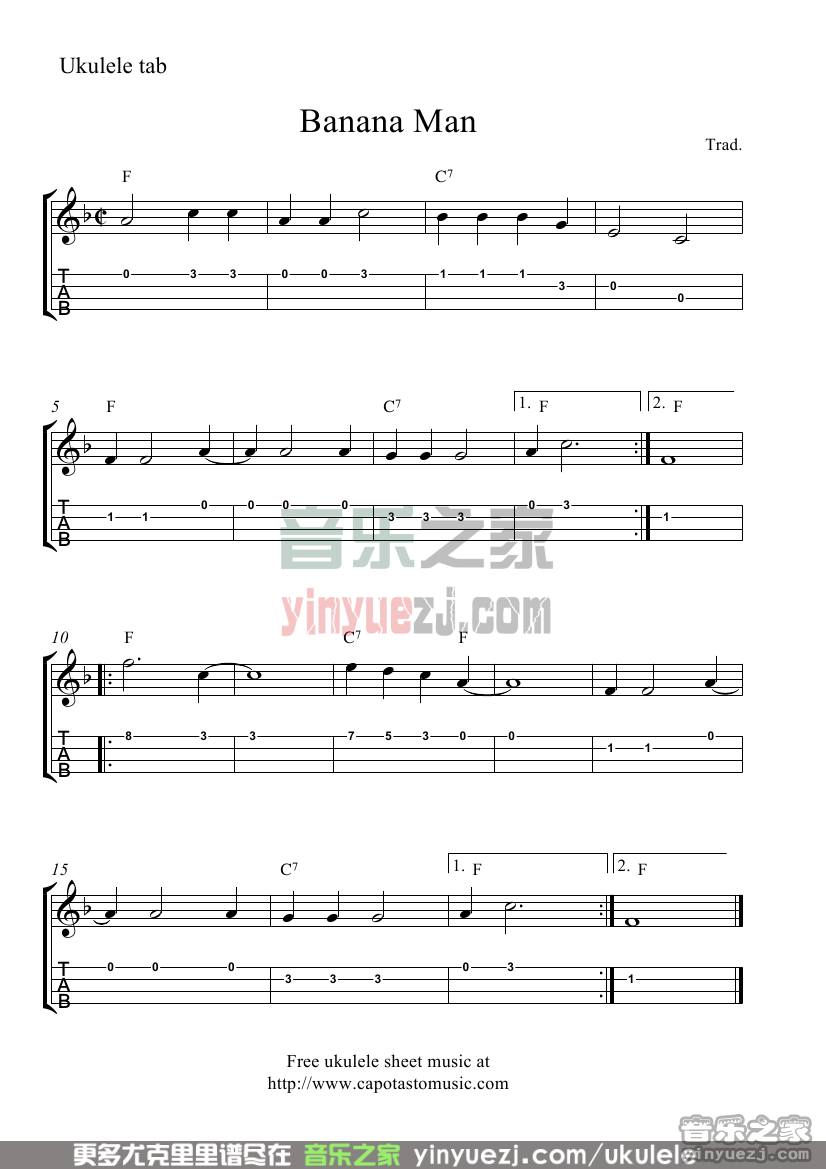 Ukulele tab
Banana Man
Trad.
F C7
T 0 3 3 0 0 3 1 1 1
A 3 0
B 0
5 F C7 1. F 2. F
T 0 0 0 0 0 3
A 1 1 3 3 3 1
B
音乐之家
yinyuezj.com
10 F C7 F
T 8 3 3 7 5 3 0 0 0
A 1 1
B
15 C7 1. F 2. F
T 0 0 0 0 3
A 3 3 3 1
B
Free ukulele sheet music at
http://www.capotastomusic.com
音乐之家
更多尤克里里谱尽在 音乐之家 yinyuezj.com/ukulele
www.yinyuezj.com